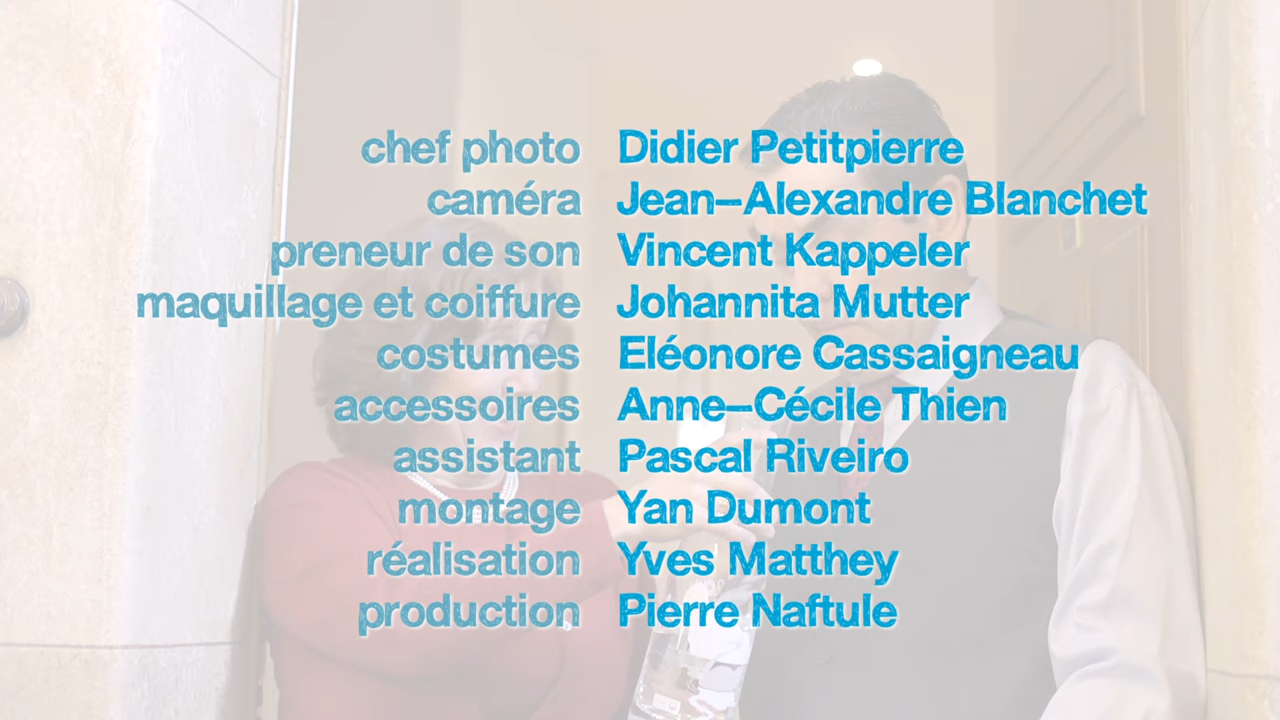 chef photo Didier Petitpierre
caméra Jean–Alexandre Blanchet
preneur de son Vincent Kappeler
maquillage et coiffure Johannita Mutter
costumes Eléonore Cassaigneau
accessoires Anne–Cécile Thien
assistant Pascal Riveiro
montage Yan Dumont
réalisation Yves Matthey
production Pierre Naftule